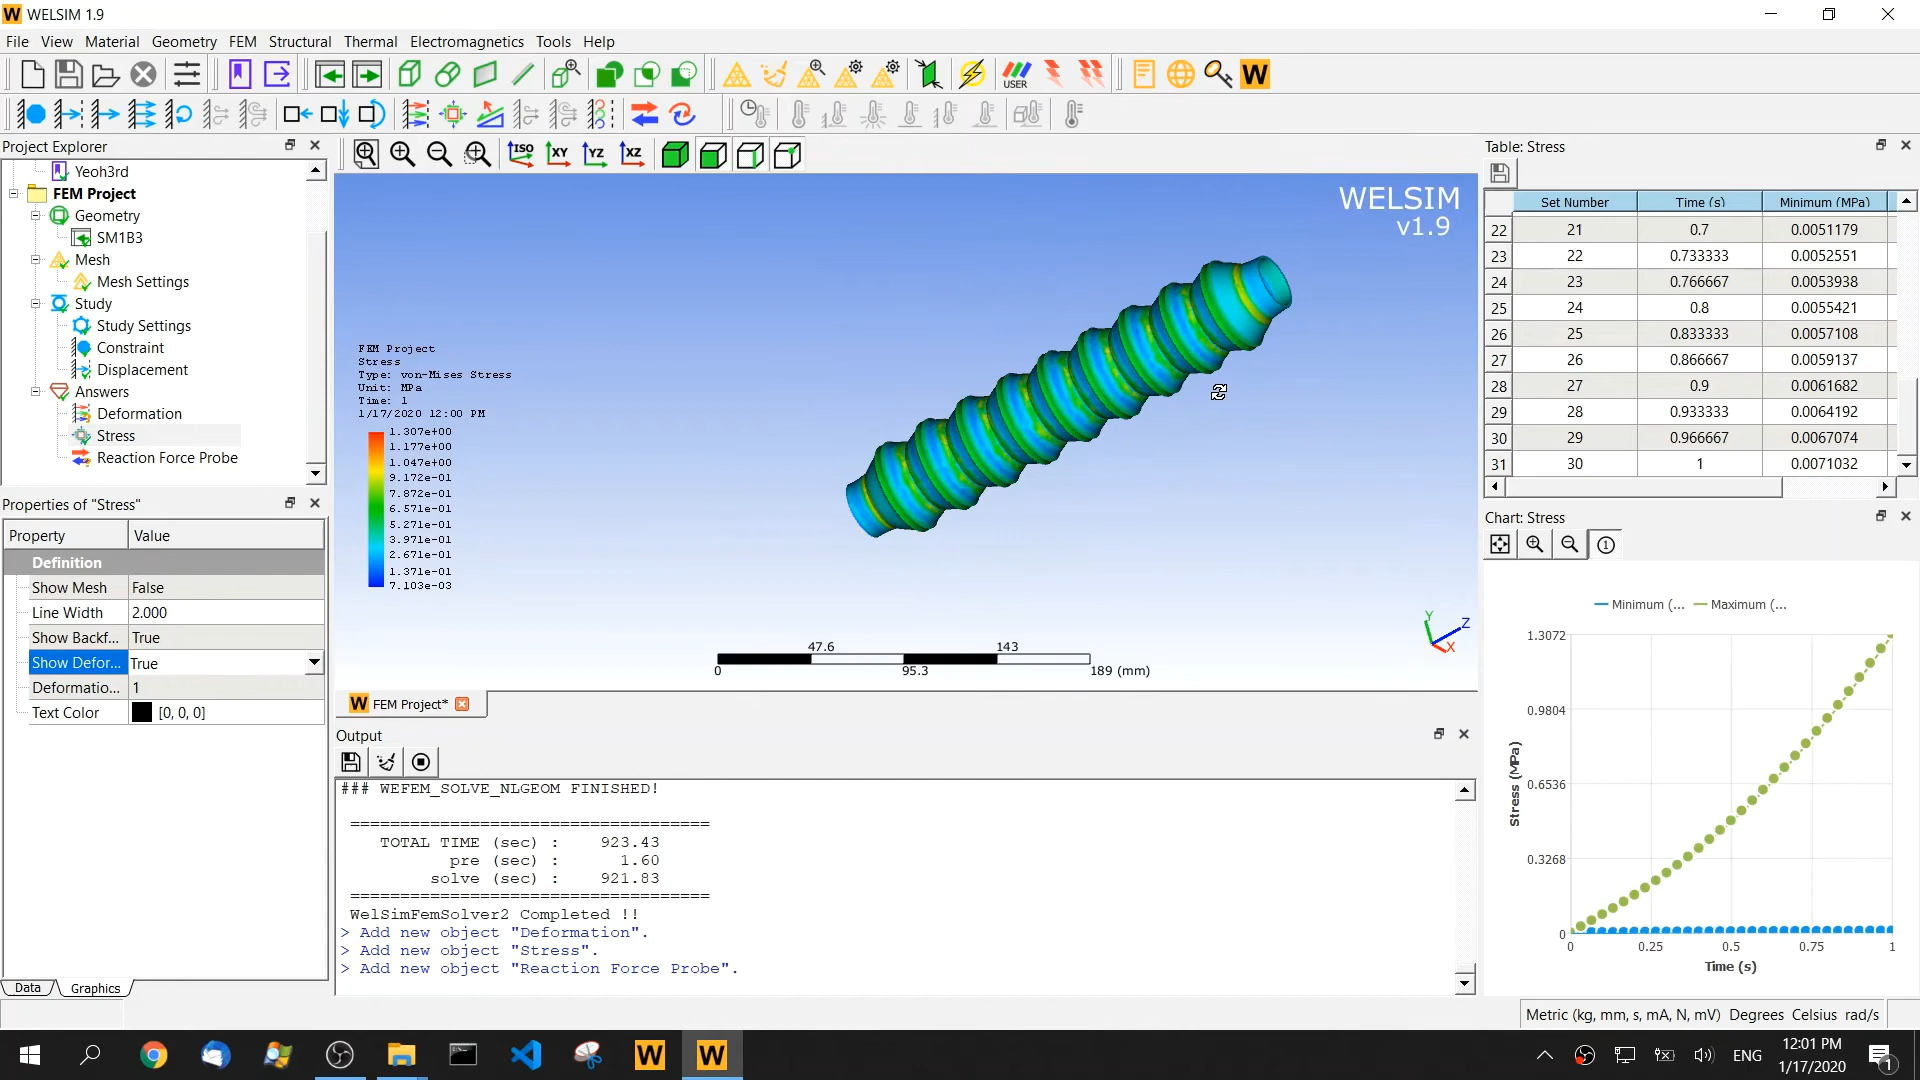 WELSIM 1.9
File View Material Geometry FEM Structural Thermal Electromagnetics Tools Help
USER
W
Project Explorer
Yeoh3rd
FEM Project
Geometry
SM1B3
Mesh
Mesh Settings
Study
Study Settings
Constraint
Displacement
Answers
Deformation
Stress
Reaction Force Probe
Properties of "Stress"
Property Value
Definition
Show Mesh False
Line Width 2.000
Show Backf... True
Show Defor... True
Deformatio... 1
Text Color [0, 0, 0]
Data Graphics
ISO XY YZ XZ
WELSIM
v1.9
FEM Project
Stress
Type: von-Mises Stress
Unit: MPa
Time: 1
1/17/2020 12:00 PM
1.307e+00
1.177e+00
1.047e+00
9.172e-01
7.872e-01
6.571e-01
5.271e-01
3.971e-01
2.671e-01
1.371e-01
7.103e-03
47.6 143
0 95.3 189 (mm)
Y
Z
X
FEM Project*
Output
### WEFEM_SOLVE_NLGEOM FINISHED!
===================================
TOTAL TIME (sec) : 923.43
pre (sec) : 1.60
solve (sec) : 921.83
===================================
WelSimFemSolver2 Completed !!
> Add new object "Deformation".
> Add new object "Stress".
> Add new object "Reaction Force Probe".
Table: Stress
Set Number Time (s) Minimum (MPa)
22 21 0.7 0.0051179
23 22 0.733333 0.0052551
24 23 0.766667 0.0053938
25 24 0.8 0.0055421
26 25 0.833333 0.0057108
27 26 0.866667 0.0059137
28 27 0.9 0.0061682
29 28 0.933333 0.0064192
30 29 0.966667 0.0067074
31 30 1 0.0071032
Chart: Stress
Minimum (... Maximum (...
1.3072
0.9804
0.6536
0.3268
0
Stress (MPa)
0 0.25 0.5 0.75 1
Time (s)
Metric (kg, mm, s, mA, N, mV) Degrees Celsius rad/s
ENG
12:01 PM
1/17/2020
1